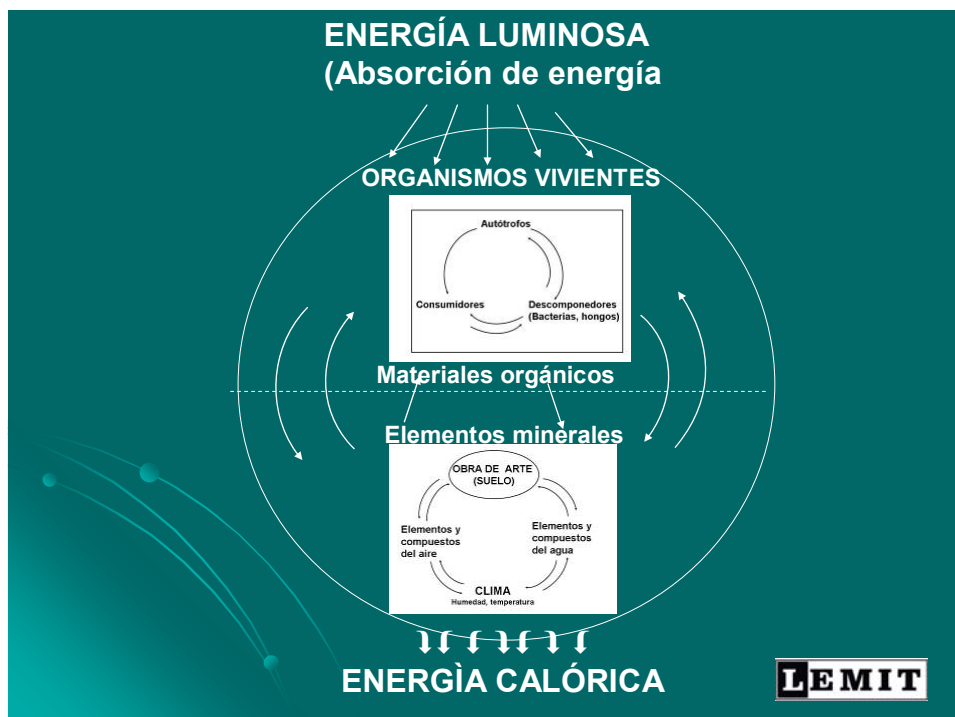 ENERGÍA LUMINOSA
(Absorción de energía
ORGANISMOS VIVIENTES
Autótrofos
Consumidores
Descomponedores
(Bacterias, hongos)
Materiales orgánicos
Elementos minerales
OBRA DE ARTE
(SUELO)
Elementos y
compuestos
del aire
Elementos y
compuestos
del agua
CLIMA
Humedad, temperatura
ENERGÌA CALÓRICA
LEMIT